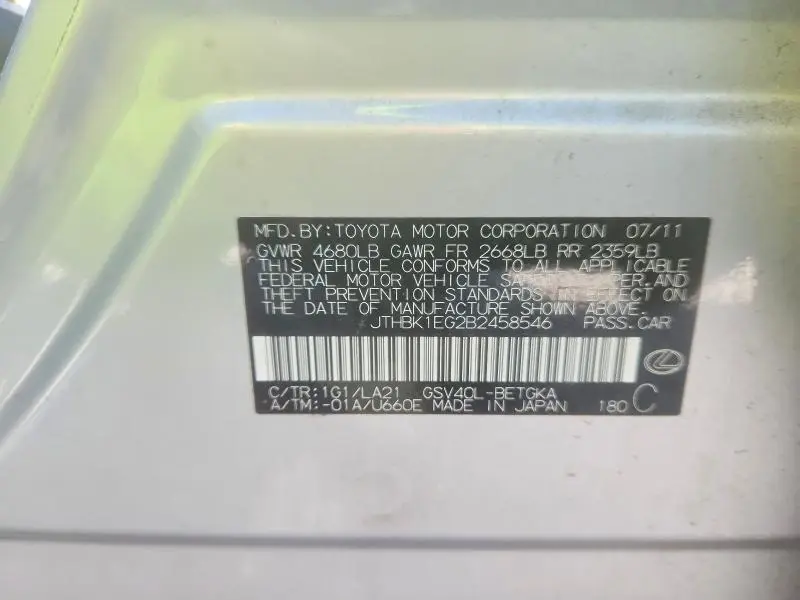 MFD.BY:TOYOTA MOTOR CORPORATION 07/11
GVWR 4680LB GAWR FR 2668LB RR 2359LB
THIS VEHICLE CONFORMS TO ALL APPLICABLE
FEDERAL MOTOR VEHICLE PER,AND
THEFT PREVENTION STANDARDS IN EFFECT ON
THE DATE OF MANUFACTURE SHOWN ABOVE.
JTHBK1EG2B2458546 PASS.CAR
C/TR:1G1/LA21 GSV40L-BETGKA
A/TM:-01A/U660E MADE IN JAPAN 180 C